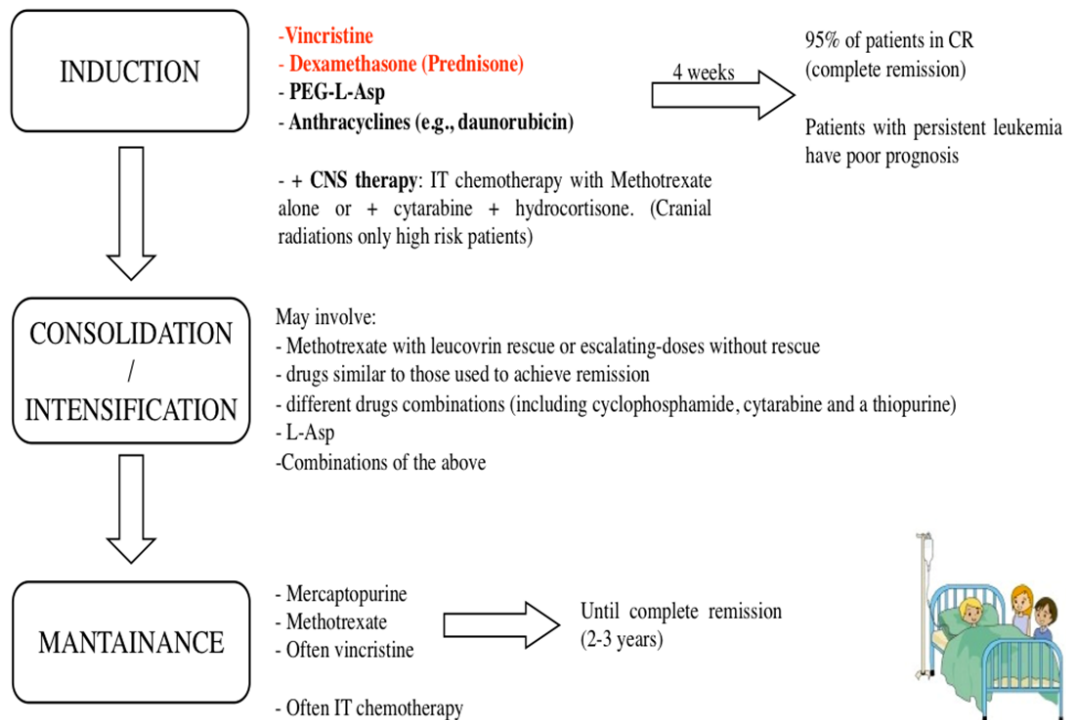 INDUCTION
-Vincristine
- Dexamethasone (Prednisone)
- PEG-L-Asp
- Anthracyclines (e.g., daunorubicin)
- + CNS therapy: IT chemotherapy with Methotrexate
alone or + cytarabine + hydrocortisone. (Cranial
radiations only high risk patients)
4 weeks
95% of patients in CR
(complete remission)
Patients with persistent leukemia
have poor prognosis
CONSOLIDATION
/
INTENSIFICATION
May involve:
- Methotrexate with leucovrin rescue or escalating-doses without rescue
- drugs similar to those used to achieve remission
- different drugs combinations (including cyclophosphamide, cytarabine and a thiopurine)
- L-Asp
-Combinations of the above
MANTAINANCE
- Mercaptopurine
- Methotrexate
- Often vincristine
- Often IT chemotherapy
Until complete remission
(2-3 years)